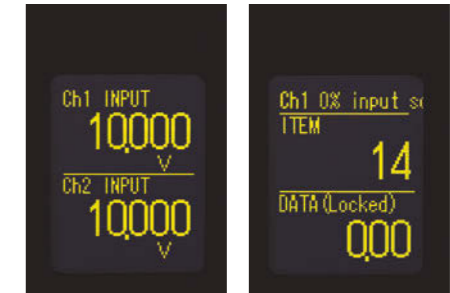 Ch1 INPUT
10.000
V
Ch2 INPUT
10.000
V
Ch1 0% input
ITEM
14
DATA(Locked)
0.00